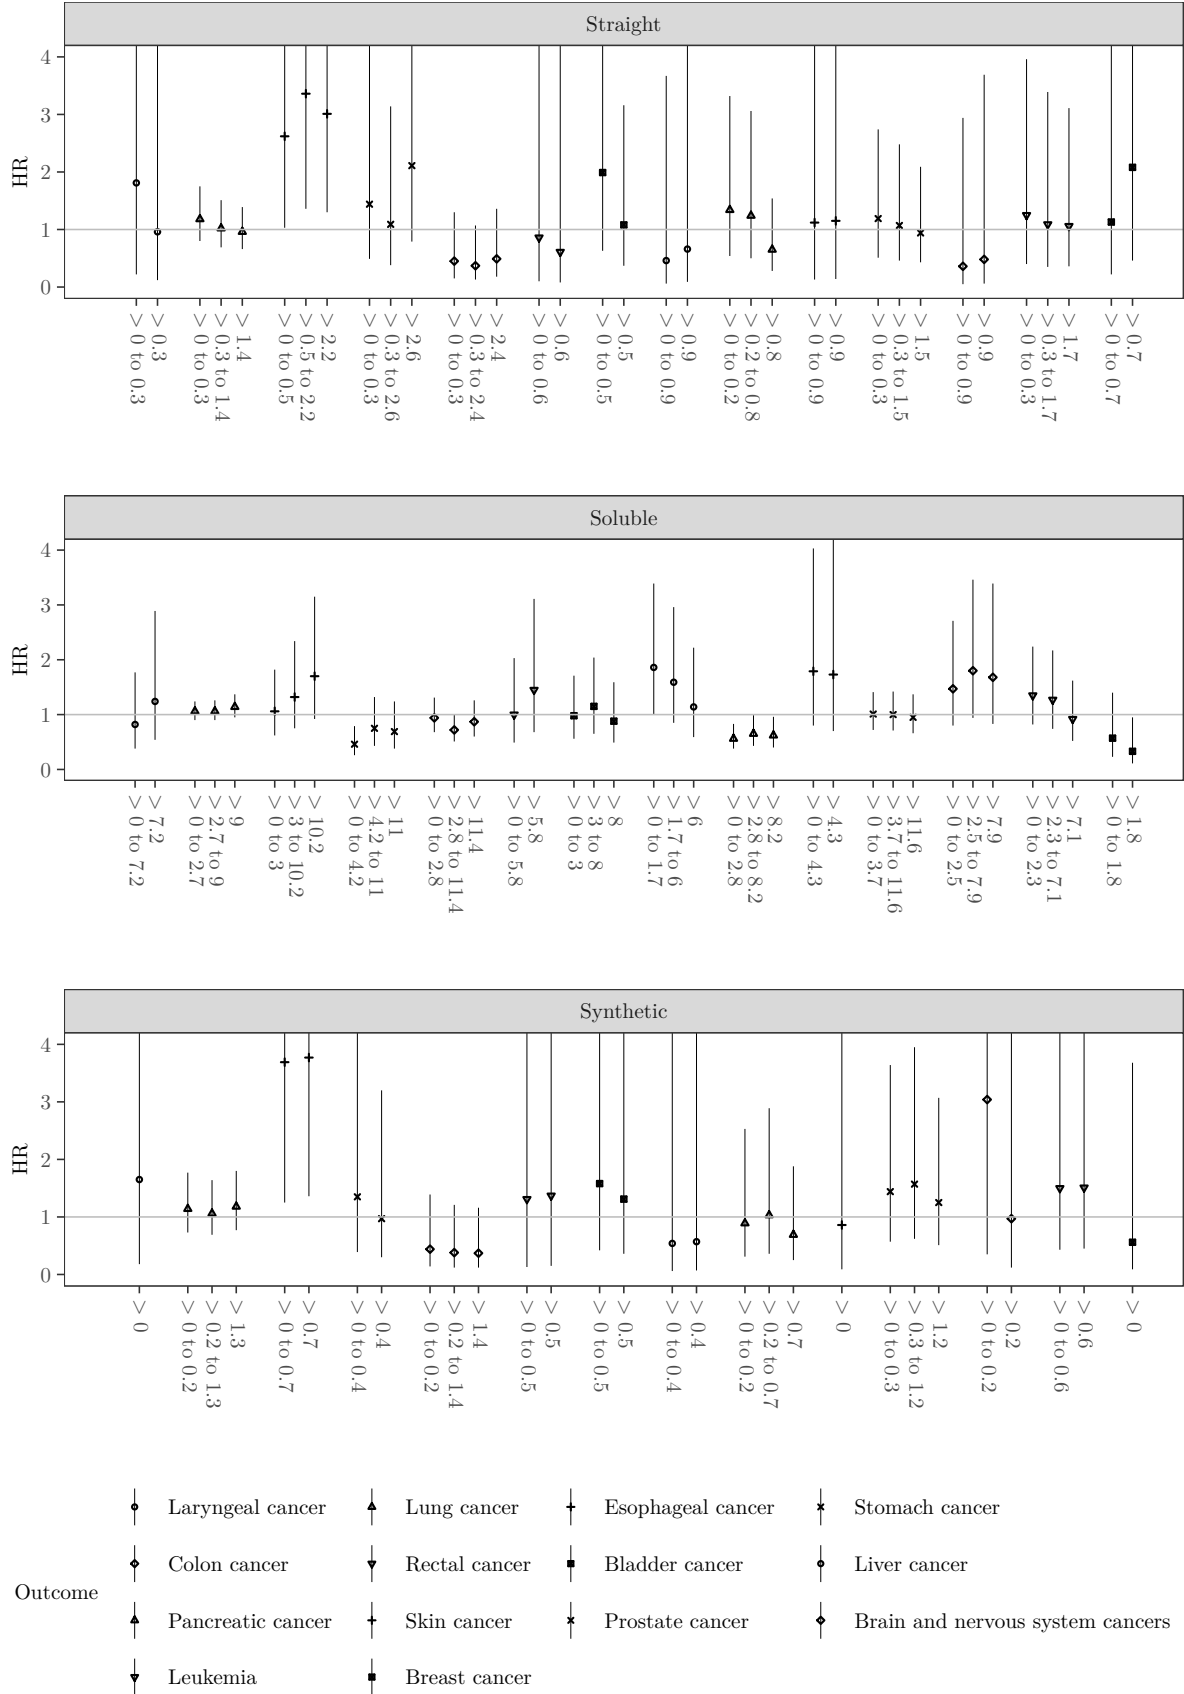 Straight
4
3
2
1
0
HR
> 0 to 0.3
> 0.3
> 0 to 0.3
> 0.3 to 1.4
> 1.4
> 0 to 0.5
> 0.5 to 2.2
> 2.2
> 0 to 0.3
> 0.3 to 2.6
> 2.6
> 0 to 0.3
> 0.3 to 2.4
> 2.4
> 0 to 0.6
> 0.6
> 0 to 0.5
> 0.5
> 0 to 0.9
> 0.9
> 0 to 0.2
> 0.2 to 0.8
> 0.8
> 0 to 0.9
> 0.9
> 0 to 0.3
> 0.3 to 1.5
> 1.5
> 0 to 0.9
> 0.9
> 0 to 0.3
> 0.3 to 1.7
> 1.7
> 0 to 0.7
> 0.7
Soluble
4
3
2
1
0
HR
> 0 to 7.2
> 7.2
> 0 to 2.7
> 2.7 to 9
> 9
> 0 to 3
> 3 to 10.2
> 10.2
> 0 to 4.2
> 4.2 to 11
> 11
> 0 to 2.8
> 2.8 to 11.4
> 11.4
> 0 to 5.8
> 5.8
> 0 to 3
> 3 to 8
> 8
> 0 to 1.7
> 1.7 to 6
> 6
> 0 to 2.8
> 2.8 to 8.2
> 8.2
> 0 to 4.3
> 4.3
> 0 to 3.7
> 3.7 to 11.6
> 11.6
> 0 to 2.5
> 2.5 to 7.9
> 7.9
> 0 to 2.3
> 2.3 to 7.1
> 7.1
> 0 to 1.8
> 1.8
Synthetic
4
3
2
1
0
HR
> 0
> 0 to 0.2
> 0.2 to 1.3
> 1.3
> 0 to 0.7
> 0.7
> 0 to 0.4
> 0.4
> 0 to 0.2
> 0.2 to 1.4
> 1.4
> 0 to 0.5
> 0.5
> 0 to 0.5
> 0.5
> 0 to 0.4
> 0.4
> 0 to 0.2
> 0.2 to 0.7
> 0.7
> 0
> 0 to 0.3
> 0.3 to 1.2
> 1.2
> 0 to 0.2
> 0.2
> 0 to 0.6
> 0.6
> 0
Outcome
Laryngeal cancer
Lung cancer
Esophageal cancer
Stomach cancer
Colon cancer
Rectal cancer
Bladder cancer
Liver cancer
Pancreatic cancer
Skin cancer
Prostate cancer
Brain and nervous system cancers
Leukemia
Breast cancer